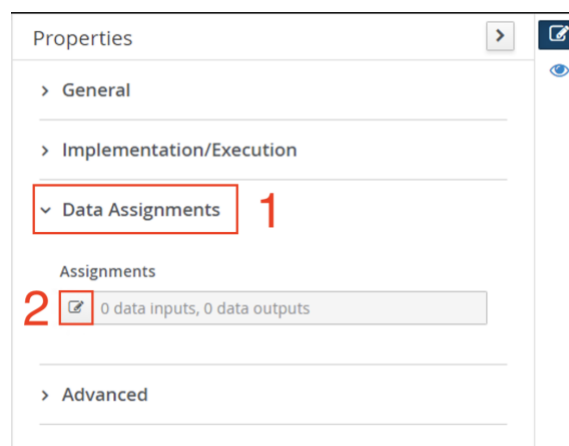 Properties
General
Implementation/Execution
Data Assignments 1
Assignments
2 0 data inputs, 0 data outputs
Advanced